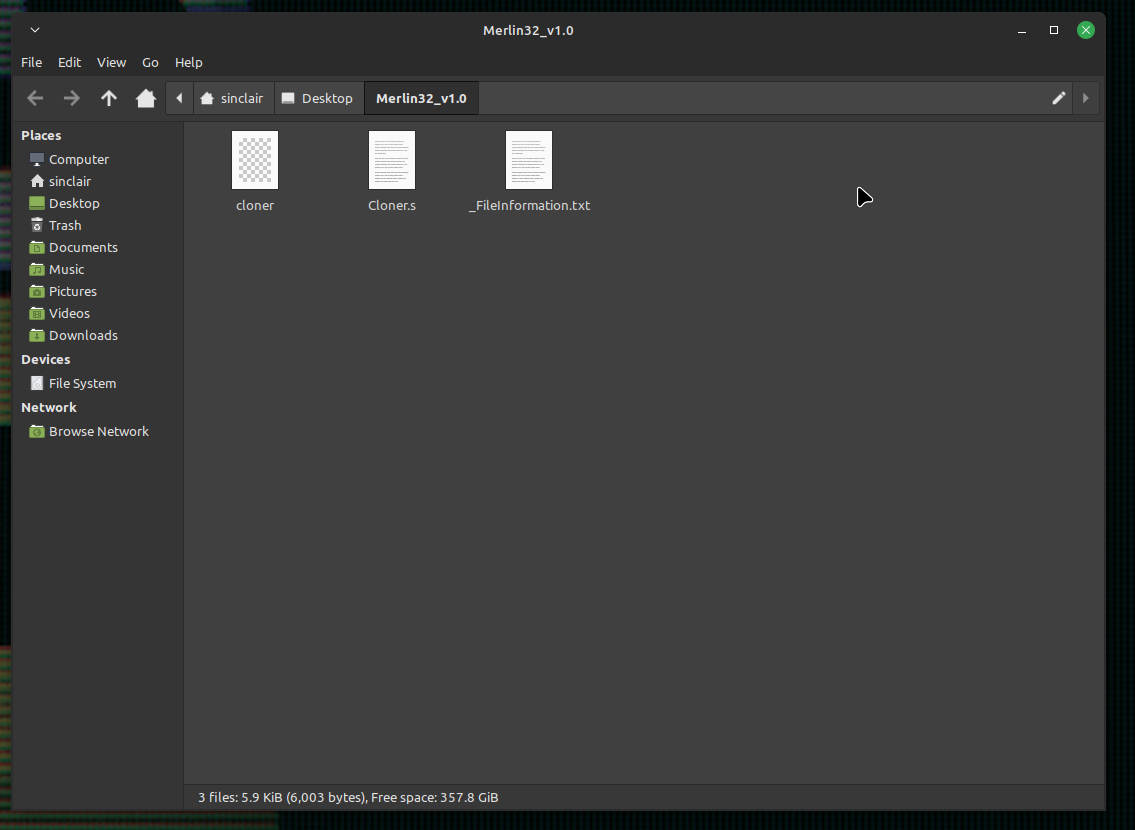 Merlin32_v1.0
File Edit View Go Help
sinclair Desktop Merlin32_v1.0
Places
Computer
sinclair
Desktop
Trash
Documents
Music
Pictures
Videos
Downloads
Devices
File System
Network
Browse Network
cloner Cloner.s _FileInformation.txt
3 files: 5.9 KiB (6,003 bytes), Free space: 357.8 GiB